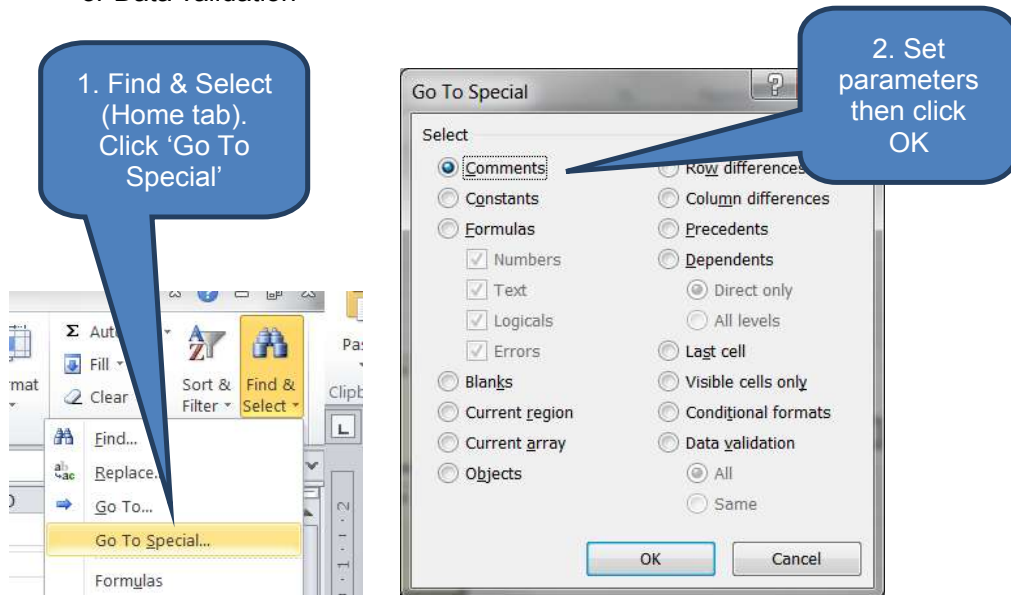 or Data Validation
1. Find & Select
(Home tab).
Click ‘Go To
Special’
2. Set
parameters
then click
OK
Go To Special
Select
Comments
Constants
Formulas
Numbers
Text
Logicals
Errors
Blanks
Current region
Current array
Objects
Row differences
Column differences
Precedents
Dependents
Direct only
All levels
Last cell
Visible cells only
Conditional formats
Data validation
All
Same
OK
Cancel
Σ
Fill
Clear
Sort &
Filter
Find &
Select
Find...
Replace...
Go To...
Go To Special...
Formulas